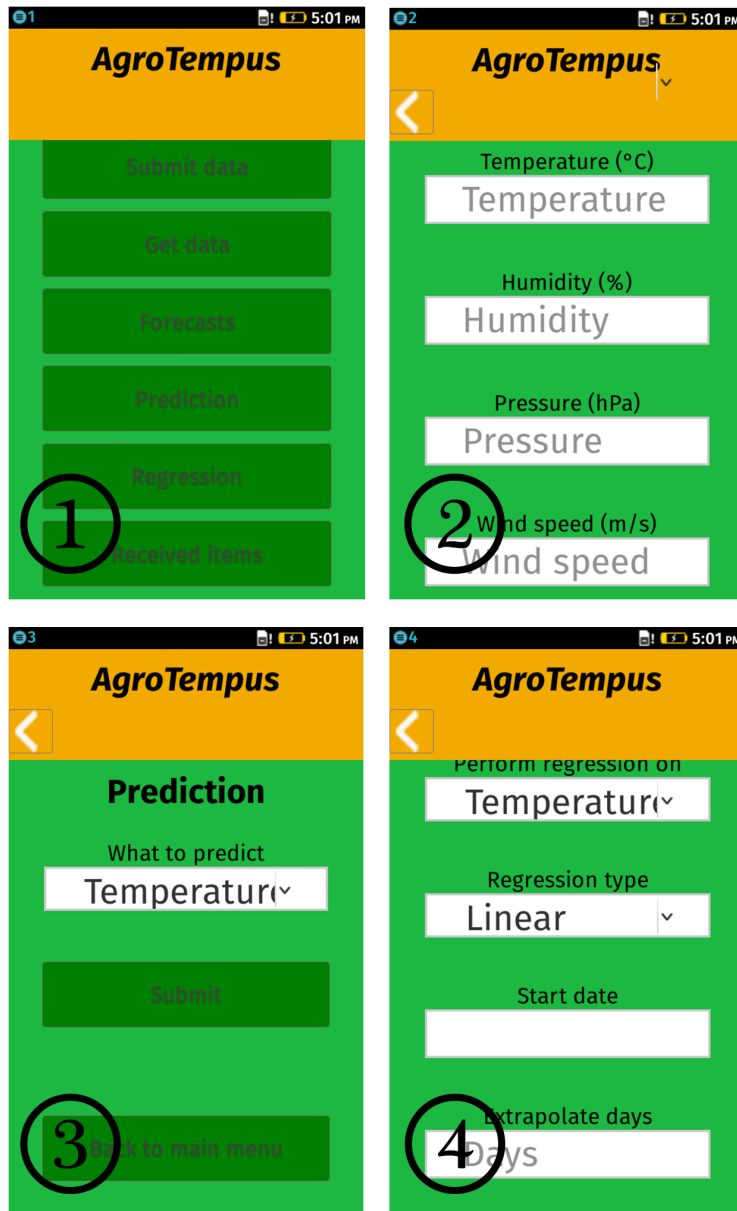 1 5:01 PM
AgroTempus
Submit data
Get data
Forecasts
Prediction
Regression
Received items
1
2 5:01 PM
AgroTempus
Temperature (°C)
Temperature
Humidity (%)
Humidity
Pressure (hPa)
Pressure
Wind speed (m/s)
Wind speed
2
3 5:01 PM
AgroTempus
Prediction
What to predict
Temperature
Submit
Back to main menu
3
4 5:01 PM
AgroTempus
Perform regression on
Temperature
Regression type
Linear
Start date
Extrapolate days
Days
4